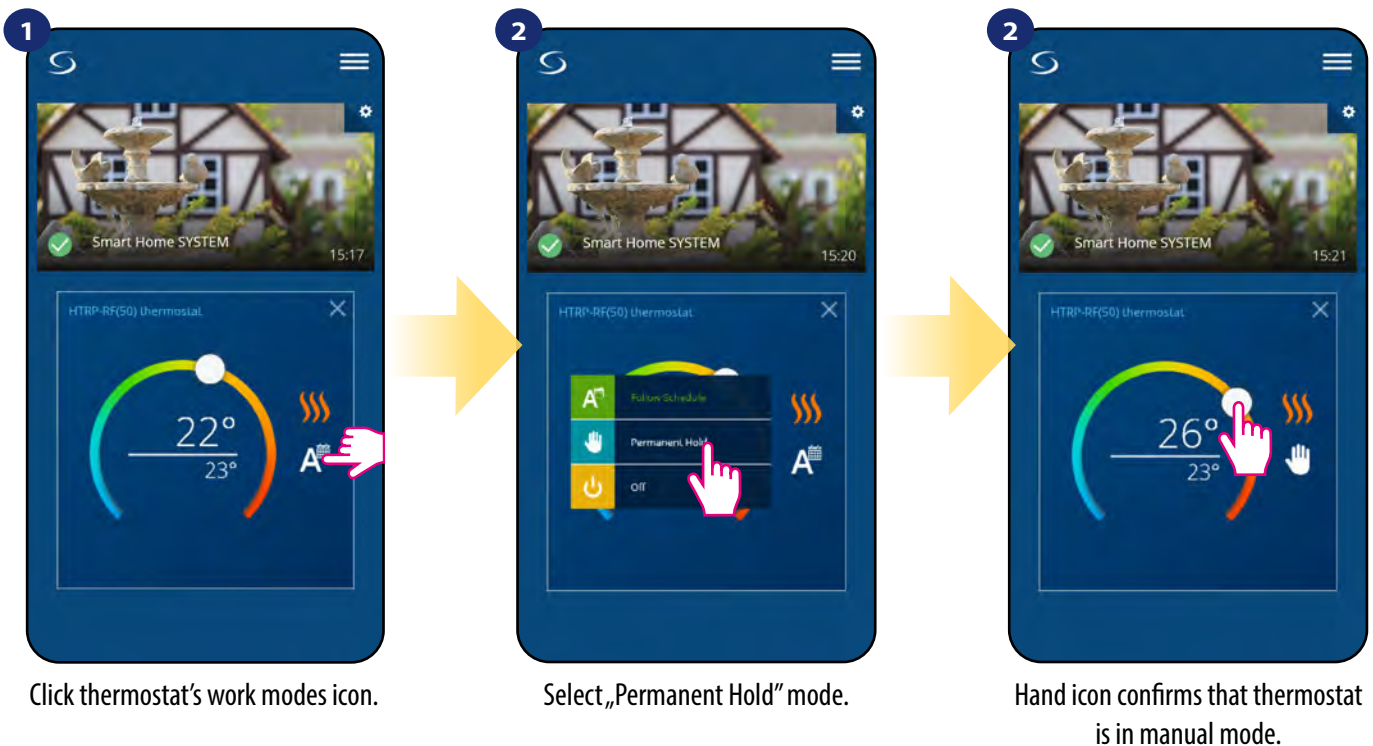 1
Smart Home SYSTEM
15:17
HTRP-RF(50) thermostat
22°
23°
A
Click thermostat's work modes icon.
2
Smart Home SYSTEM
15:20
HTRP-RF(50) thermostat
A
Follow Schedule
Permanent Hold
Off
A
Select „Permanent Hold” mode.
2
Smart Home SYSTEM
15:21
HTRP-RF(50) thermostat
26°
23°
Hand icon confirms that thermostat
is in manual mode.